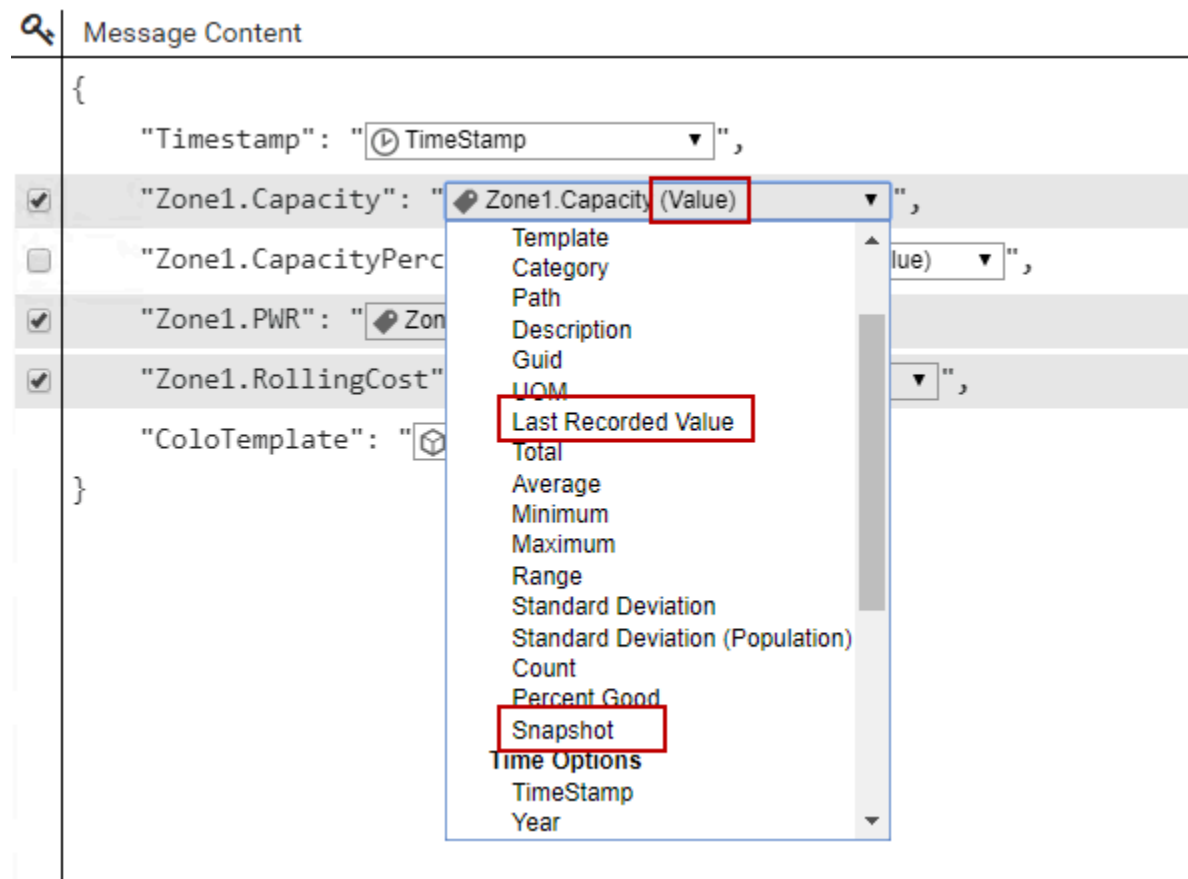 Message Content
{
"Timestamp": "TimeStamp",
"Zone1.Capacity": "Zone1.Capacity (Value)",
Template
Category
"Zone1.CapacityPerc lue)",
Path
"Zone1.PWR": "Zon
Description
Guid
"Zone1.RollingCost" ",
UOM
Last Recorded Value
"ColoTemplate": "
Total
Average
}
Minimum
Maximum
Range
Standard Deviation
Standard Deviation (Population)
Count
Percent Good
Snapshot
Time Options
TimeStamp
Year